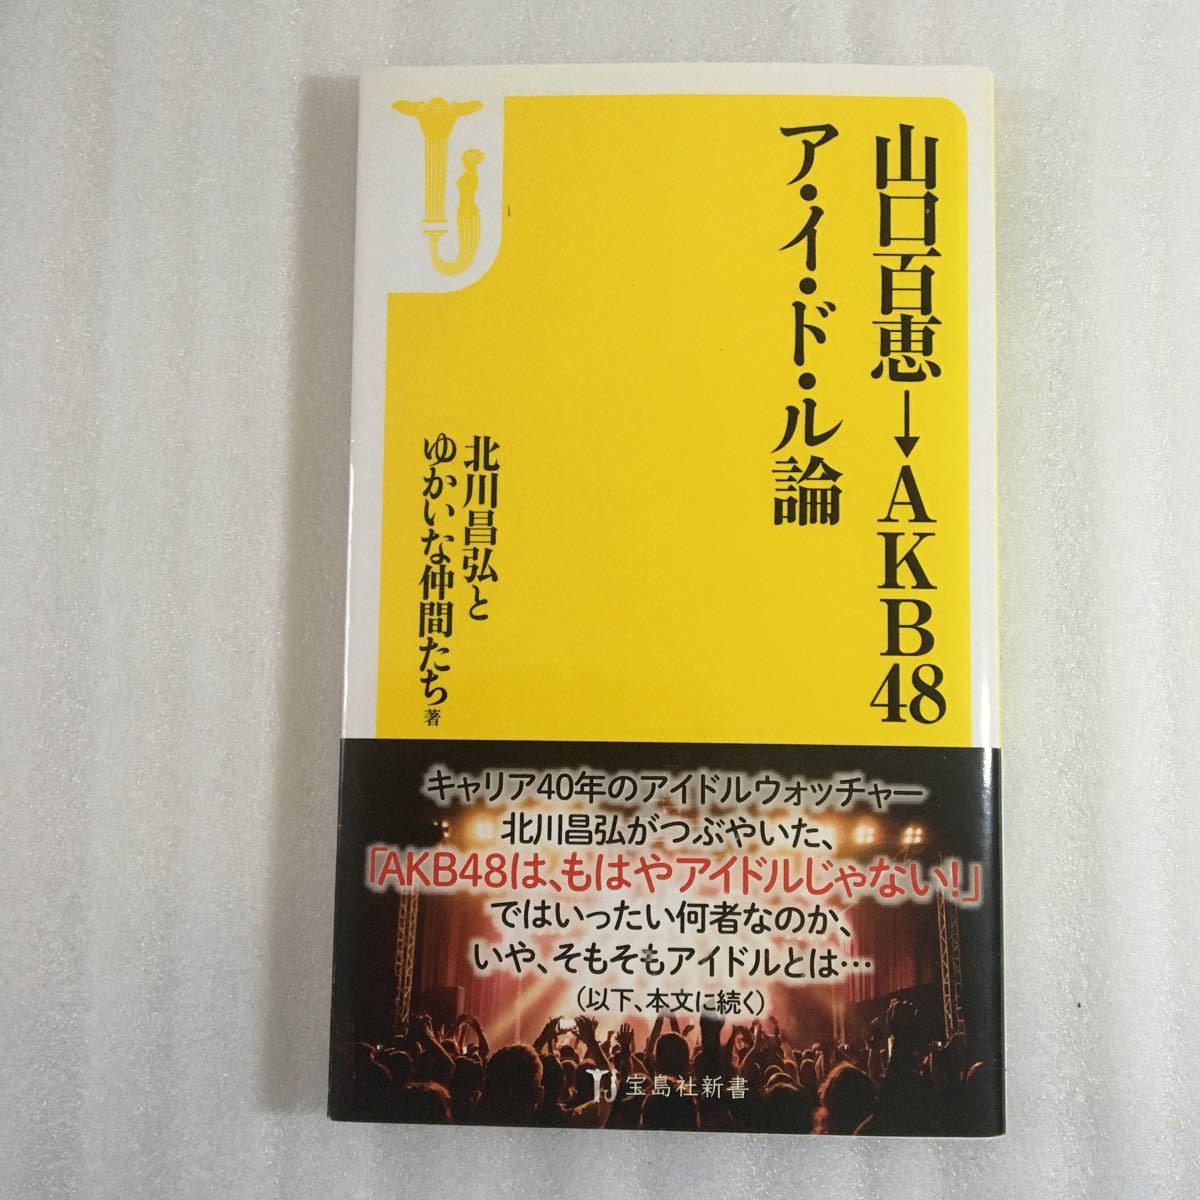 山口百恵→AKB48
ア・イ・ド・ル論
北川昌弘と
ゆかいな仲間たち 著
キャリア40年のアイドルウォッチャー
北川昌弘がつぶやいた、
「AKB48は、もはやアイドルじゃない!」
ではいったい何者なのか、
いや、そもそもアイドルとは…
(以下、本文に続く)
TJ 宝島社新書